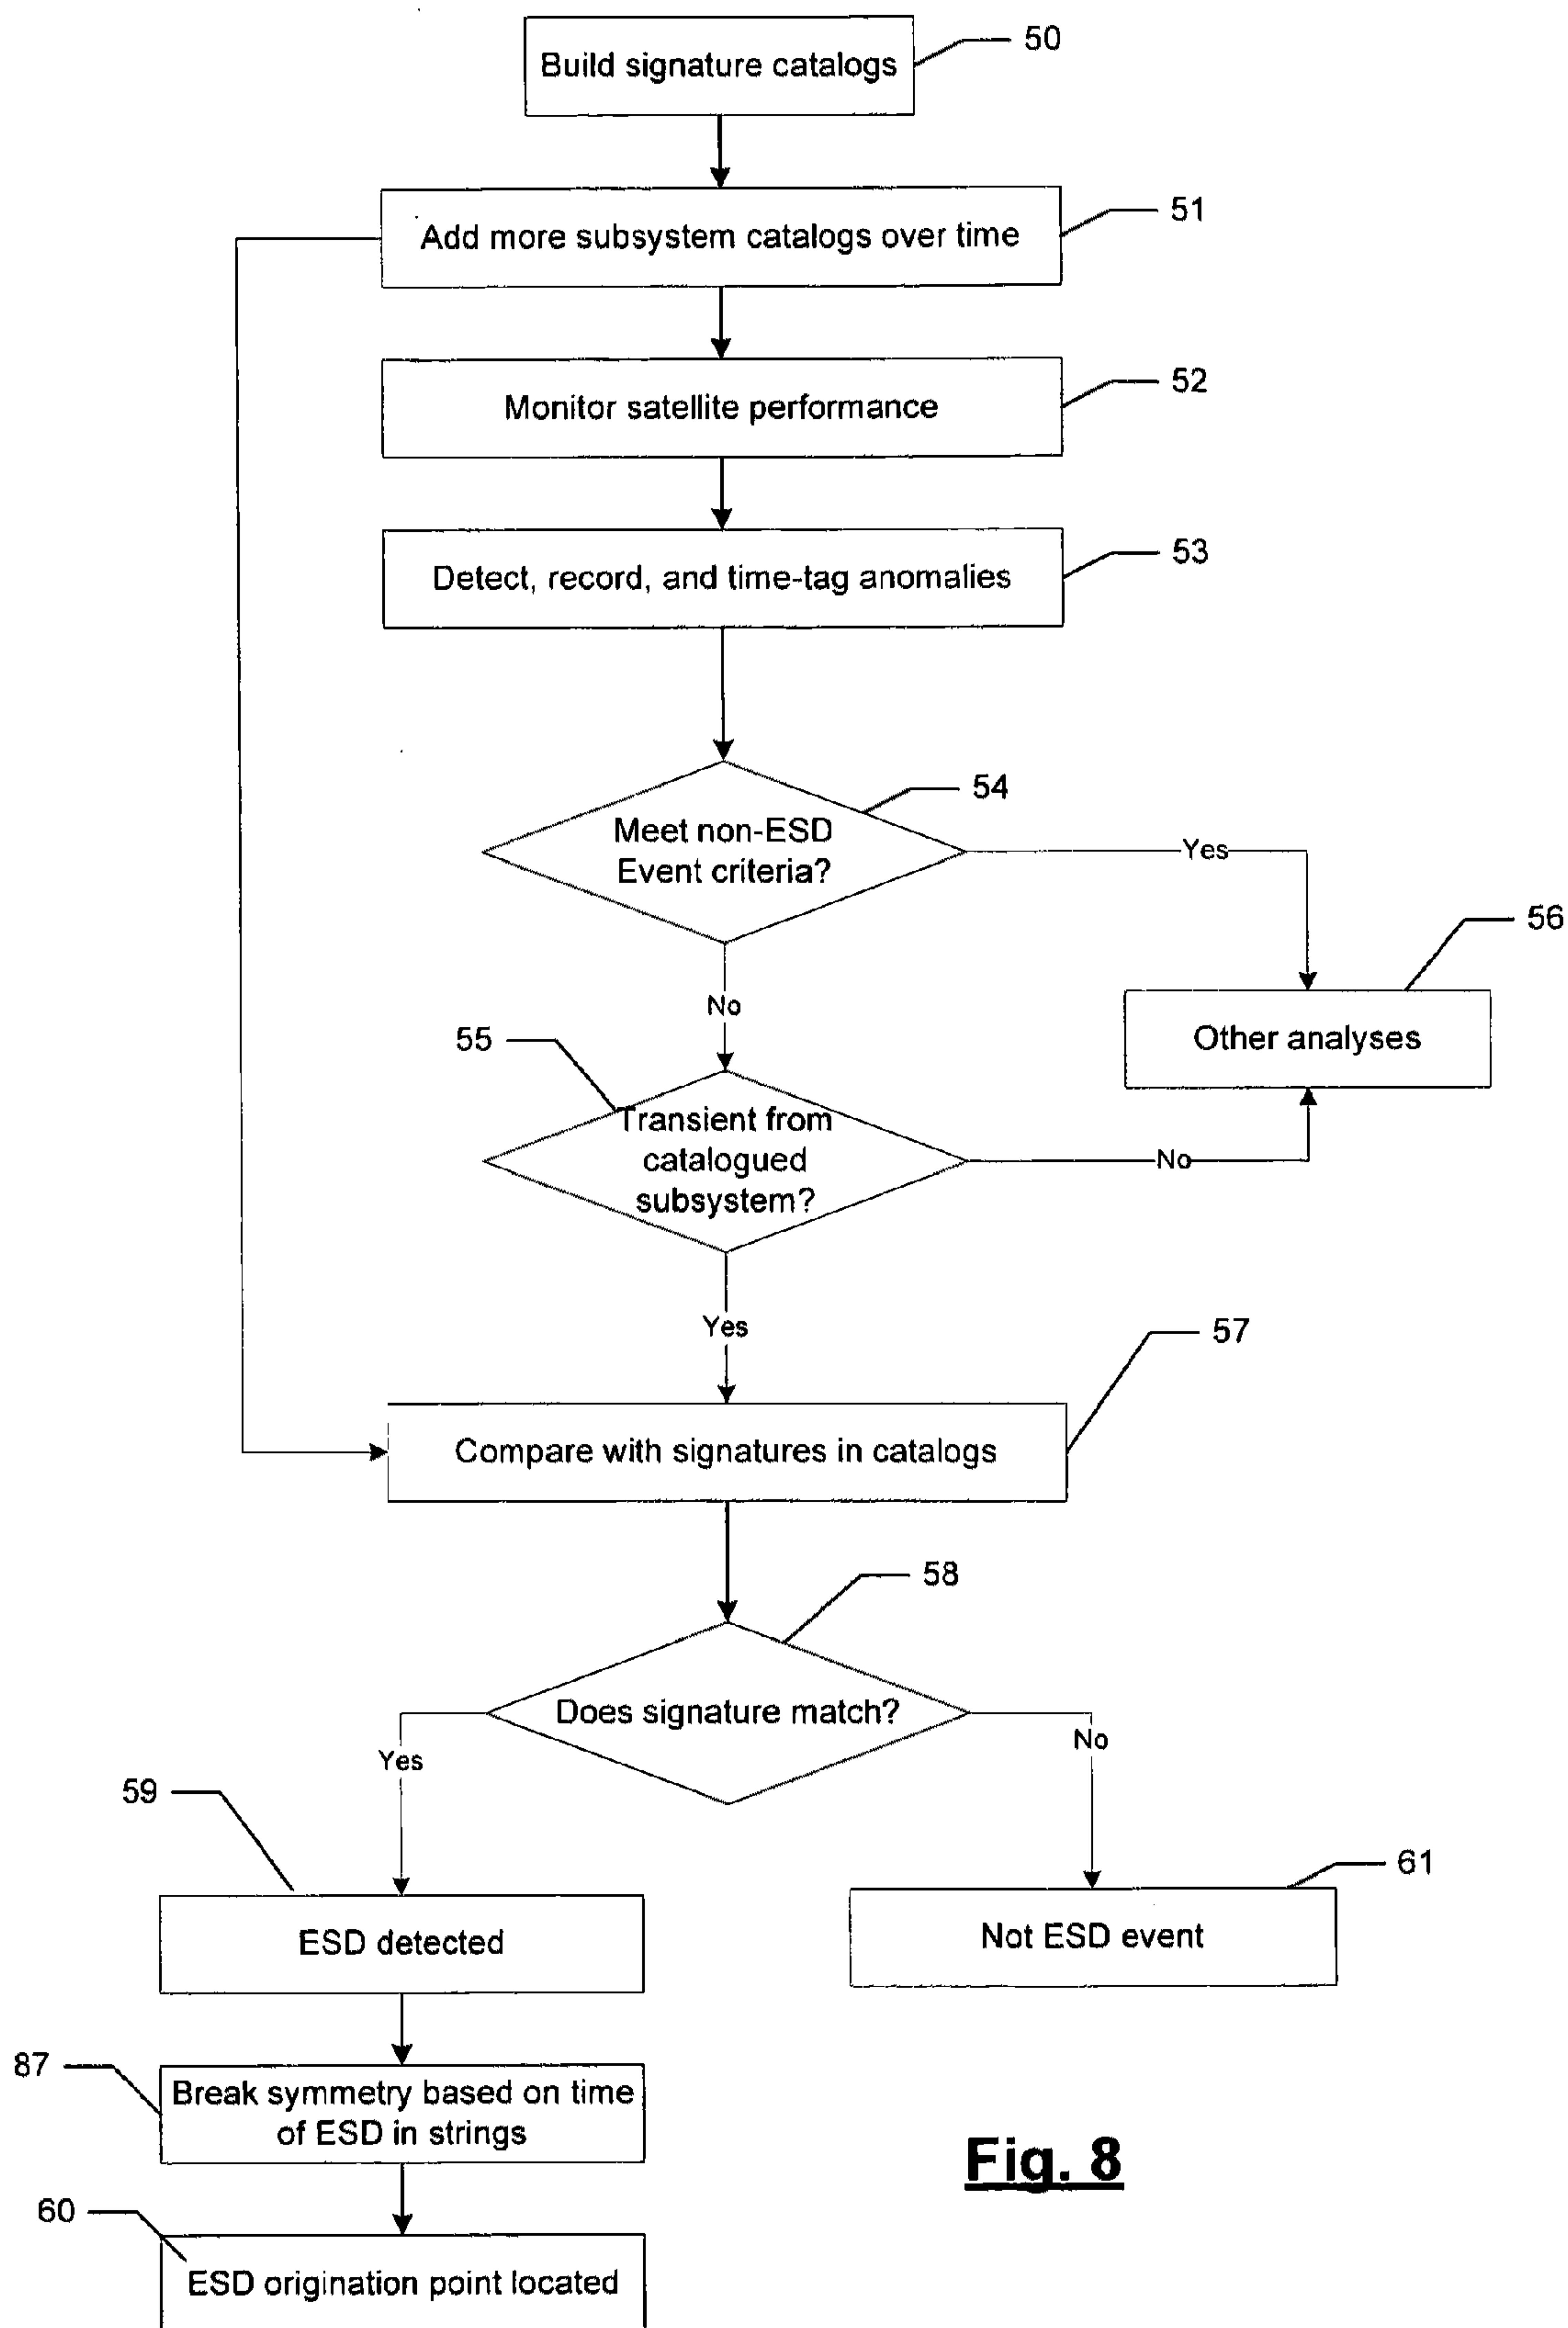 Build signature catalogs
50
Add more subsystem catalogs over time
51
Monitor satellite performance
52
Detect, record, and time-tag anomalies
53
54
Meet non-ESD
Event criteria?
Yes
56
No
Other analyses
55
Transient from
catalogued
subsystem?
No
Yes
57
Compare with signatures in catalogs
58
Does signature match?
Yes
No
59
61
ESD detected
Not ESD event
87
Break symmetry based on time
of ESD in strings
Fig. 8
60
ESD origination point located